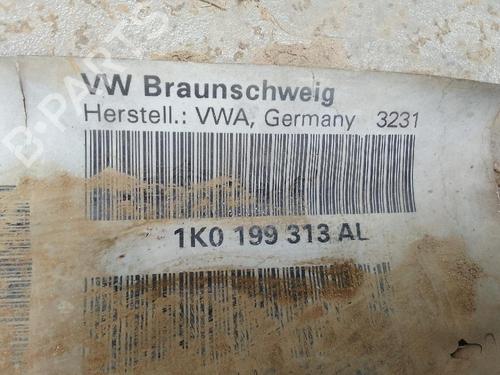 B-PARTS
VW Braunschweig
Herstell.: VWA, Germany 3231
1K0 199 313 AL